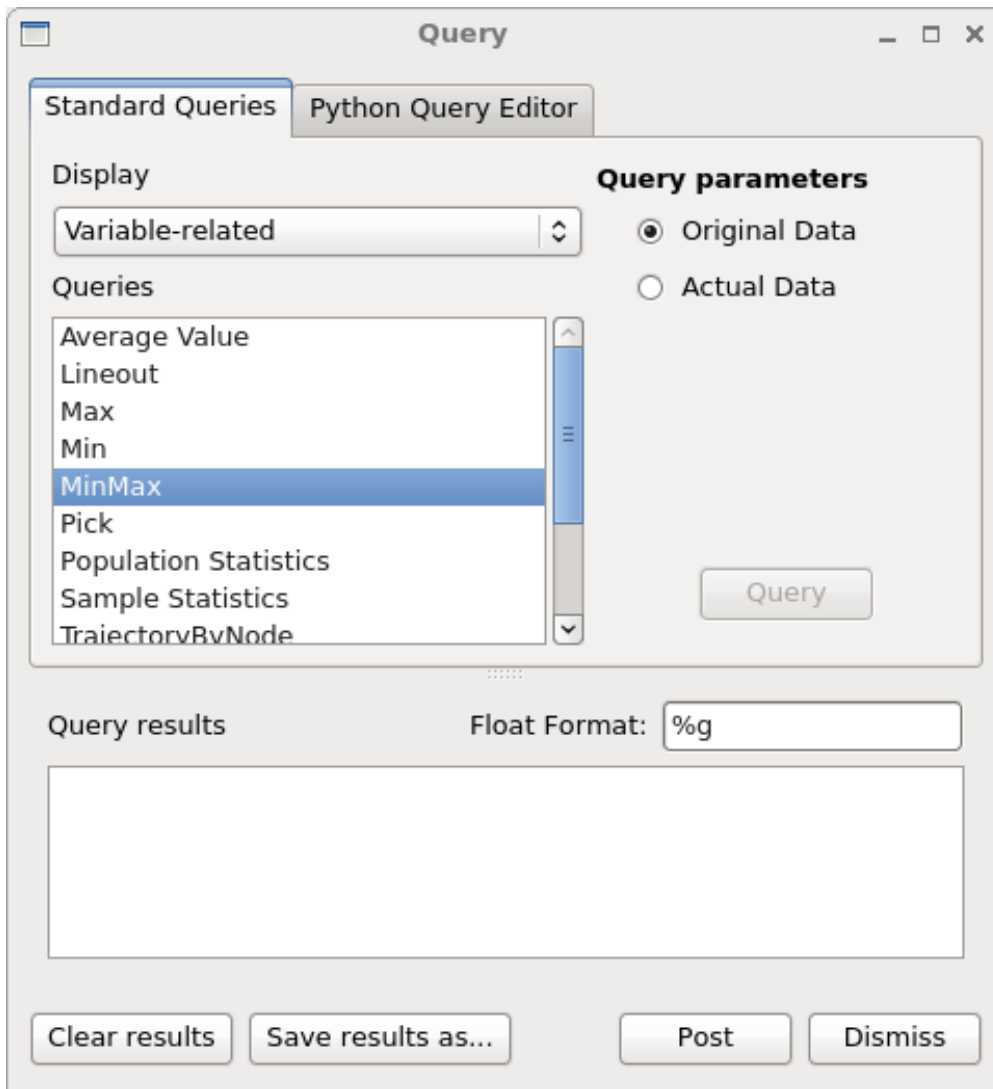 Query
Standard Queries
Python Query Editor
Display
Variable-related
Queries
Average Value
Lineout
Max
Min
MinMax
Pick
Population Statistics
Sample Statistics
TrajectoryByNode
Query parameters
Original Data
Actual Data
Query
Query results
Float Format:
%g
Clear results
Save results as...
Post
Dismiss